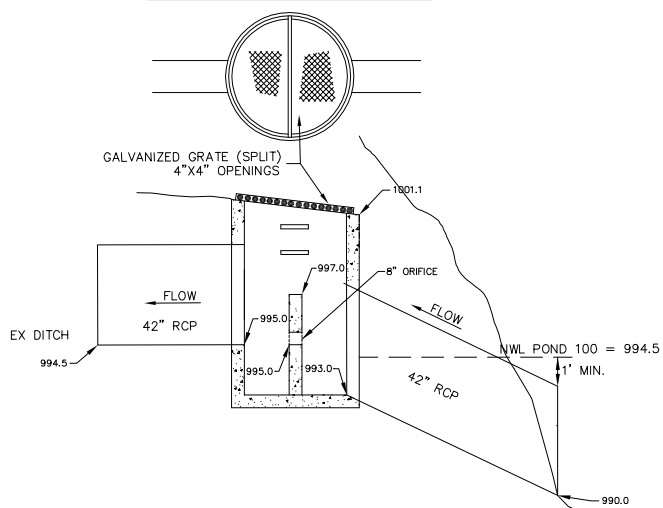 GALVANIZED GRATE (SPLIT)
4"X4" OPENINGS
1001.1
997.0
8" ORIFICE
FLOW
FLOW
42" RCP
995.0
EX DITCH
994.5
995.0
993.0
NWL POND 100 = 994.5
1' MIN.
42" RCP
990.0